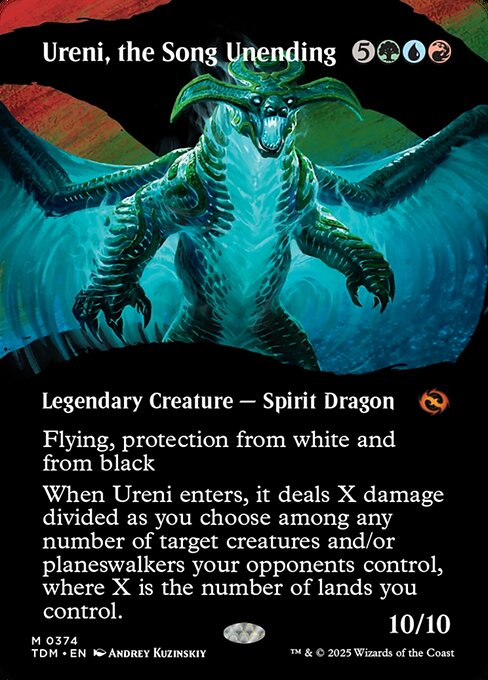 Ureni, the Song Unending 5
Legendary Creature — Spirit Dragon
Flying, protection from white and
from black
When Ureni enters, it deals X damage
divided as you choose among any
number of target creatures and/or
planeswalkers your opponents control,
where X is the number of lands you
control.
10/10
M 0374
TDM • EN Andrey Kuzinskiy
™ & © 2025 Wizards of the Coast